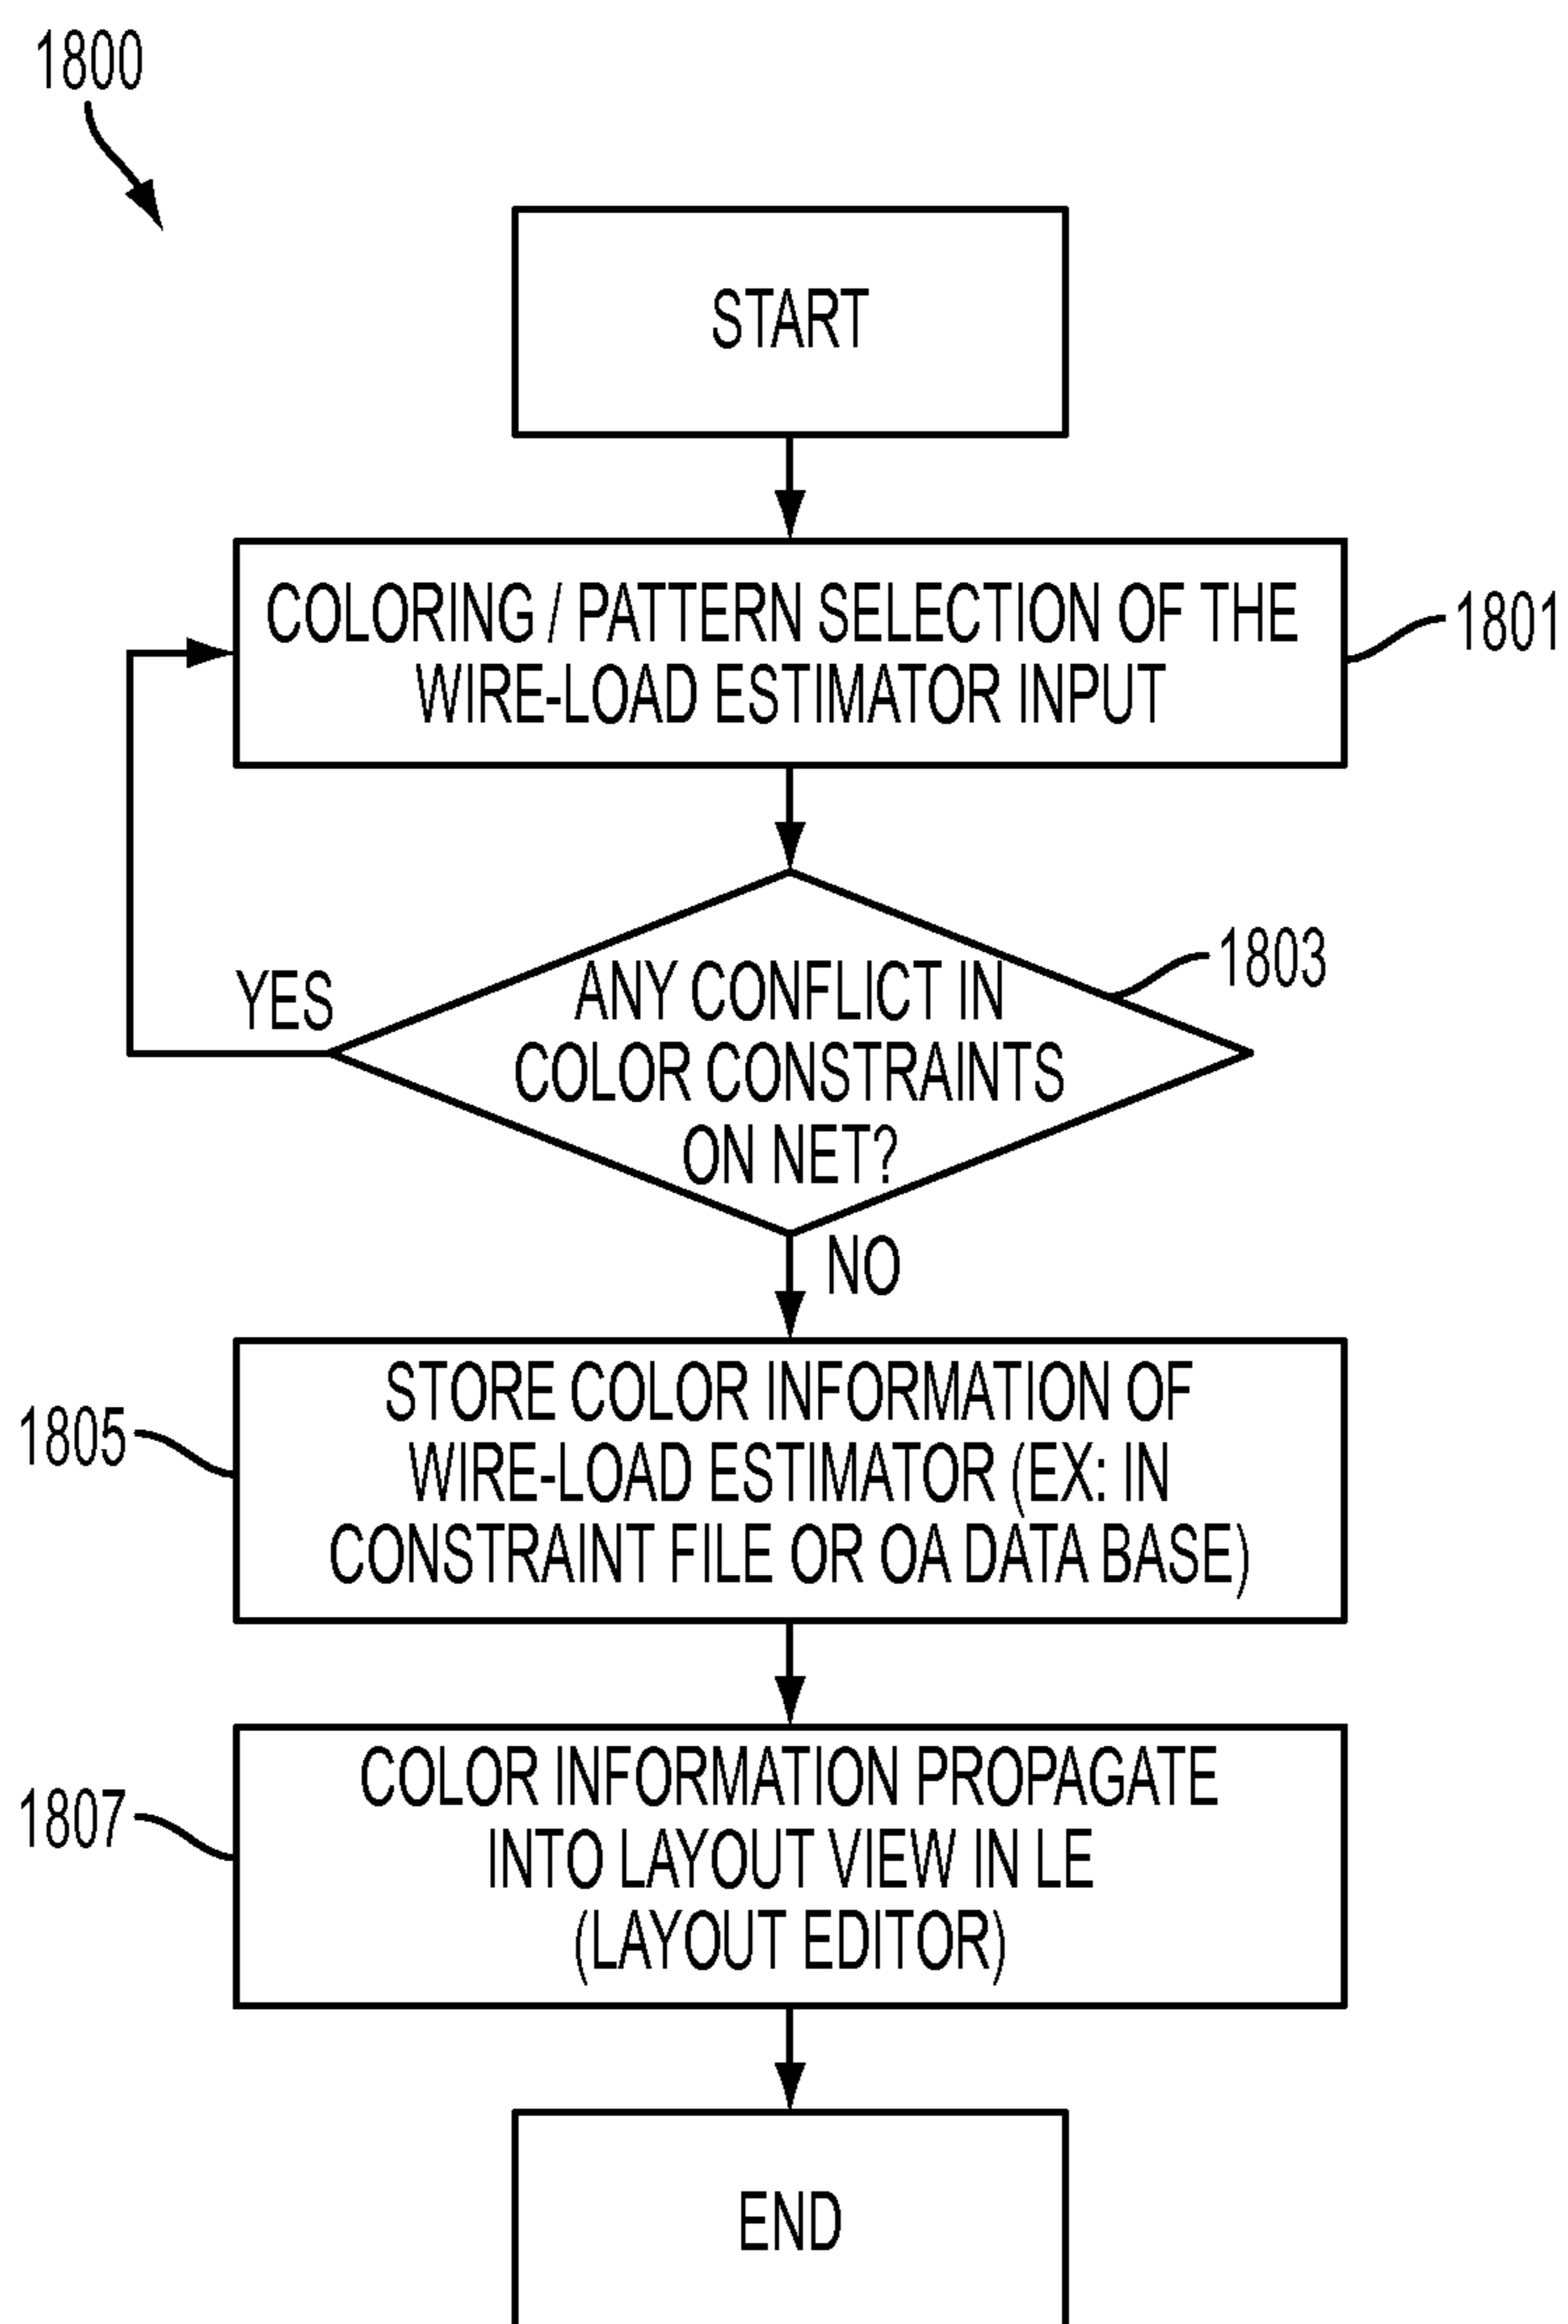 1800
START
COLORING / PATTERN SELECTION OF THE
WIRE-LOAD ESTIMATOR INPUT
1801
ANY CONFLICT IN
COLOR CONSTRAINTS
ON NET?
1803
YES
NO
STORE COLOR INFORMATION OF
WIRE-LOAD ESTIMATOR (EX: IN
CONSTRAINT FILE OR OA DATA BASE)
1805
COLOR INFORMATION PROPAGATE
INTO LAYOUT VIEW IN LE
(LAYOUT EDITOR)
1807
END